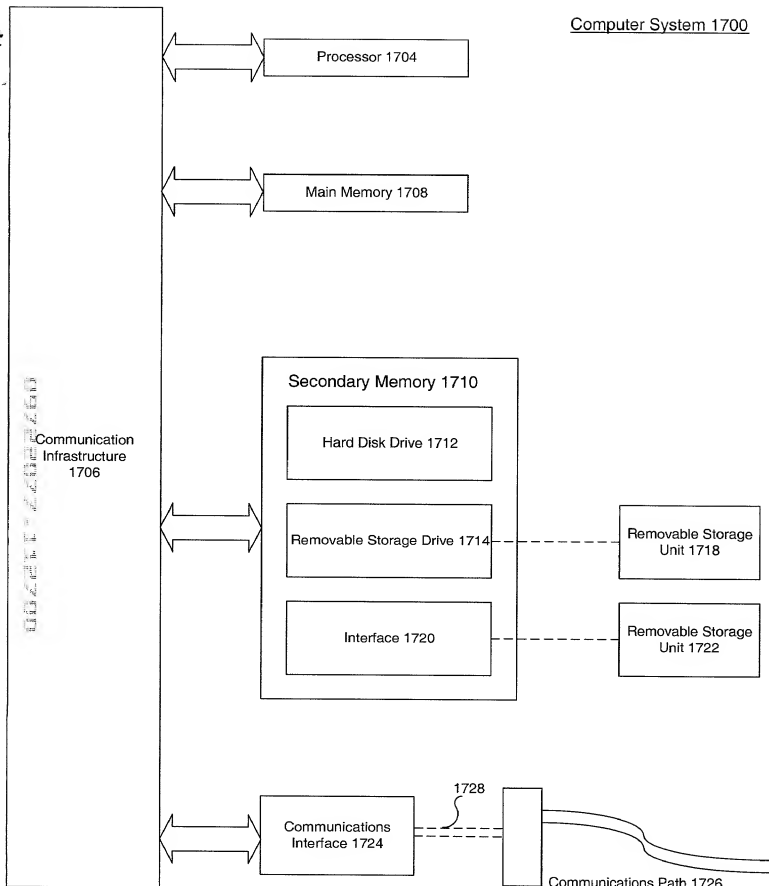 Computer System 1700
Processor 1704
Main Memory 1708
Secondary Memory 1710
Hard Disk Drive 1712
Communication
Infrastructure
1706
Removable Storage Drive 1714
Removable Storage
Unit 1718
Interface 1720
Removable Storage
Unit 1722
1728
Communications
Interface 1724
Communications Path 1726